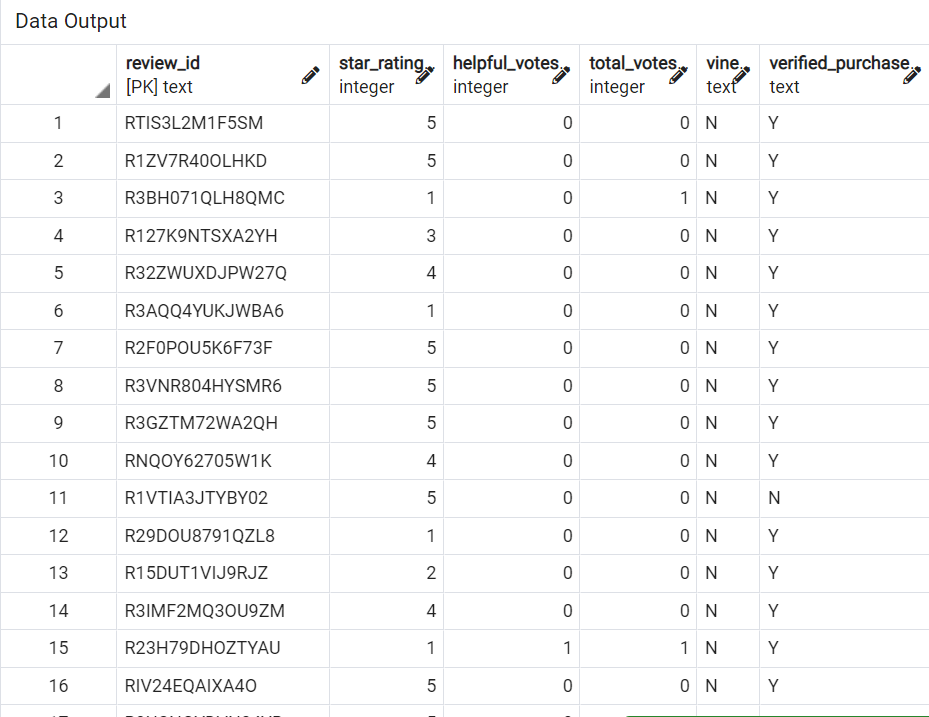 Data Output
review_id star_rating helpful_votes total_votes vine verified_purchase
[PK] text integer integer integer text text
1 RTIS3L2M1F5SM 5 0 0 N Y
2 R1ZV7R40OLHKD 5 0 0 N Y
3 R3BH071QLH8QMC 1 0 1 N Y
4 R127K9NTSXA2YH 3 0 0 N Y
5 R32ZWUXDJPW27Q 4 0 0 N Y
6 R3AQQ4YUKJWBA6 1 0 0 N Y
7 R2F0POU5K6F73F 5 0 0 N Y
8 R3VNR804HYSMR6 5 0 0 N Y
9 R3GZTM72WA2QH 5 0 0 N Y
10 RNQOY62705W1K 4 0 0 N Y
11 R1VTIA3JTYBY02 5 0 0 N N
12 R29DOU8791QZL8 1 0 0 N Y
13 R15DUT1VIJ9RJZ 2 0 0 N Y
14 R3IMF2MQ3OU9ZM 4 0 0 N Y
15 R23H79DHOZTYAU 1 1 1 N Y
16 RIV24EQAIXA4O 5 0 0 N Y